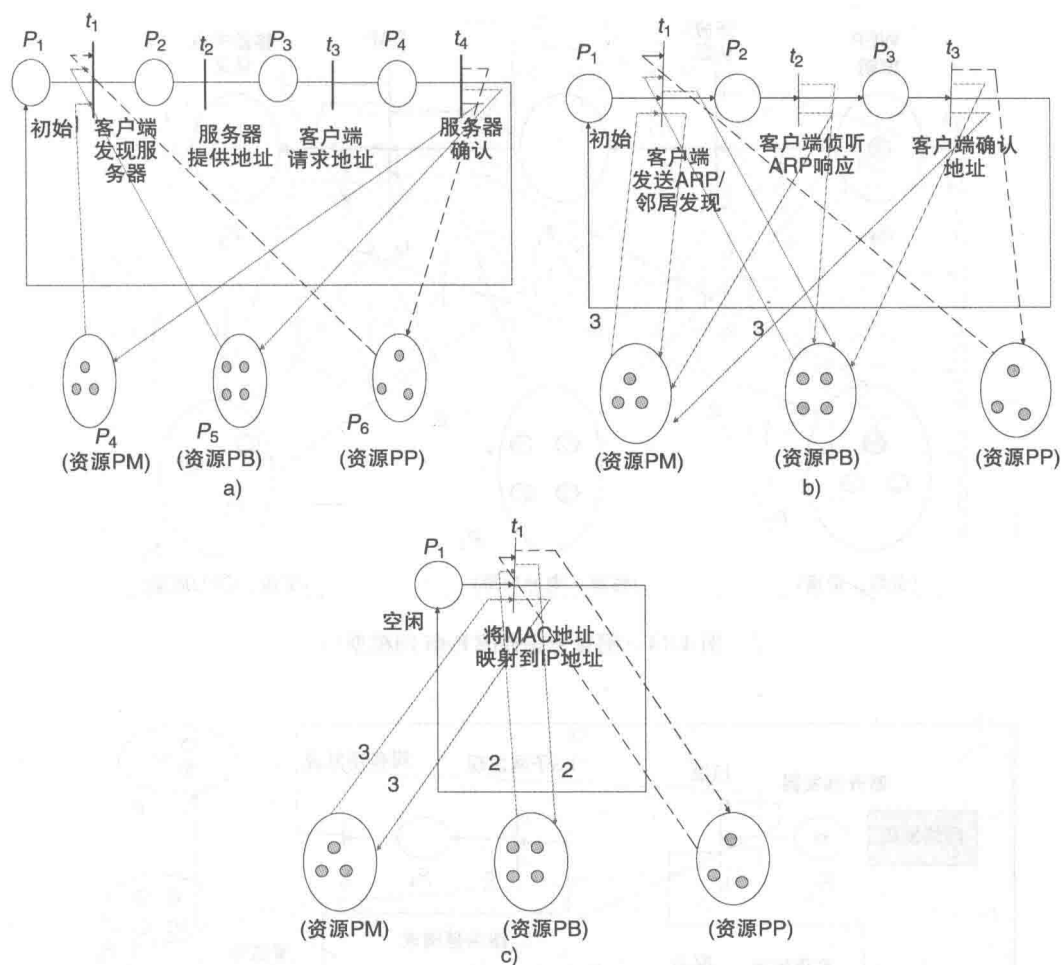 t1
P1 P2 t2 P3 t3 P4 t4
初始
客户端
发现服
务器
服务器
提供地址
客户端
请求地址
服务器
确认
P4
(资源PM)
P5
(资源PB)
P6
(资源PP)
a)
t1
P1 P2 t2 P3 t3
初始
客户端
发送ARP/
邻居发现
客户端侦听
ARP响应
客户端确认
地址
3 3
(资源PM) (资源PB) (资源PP)
b)
t1
P1
空闲
将MAC地址
映射到IP地址
3
3
2 2
(资源PM) (资源PB) (资源PP)
c)